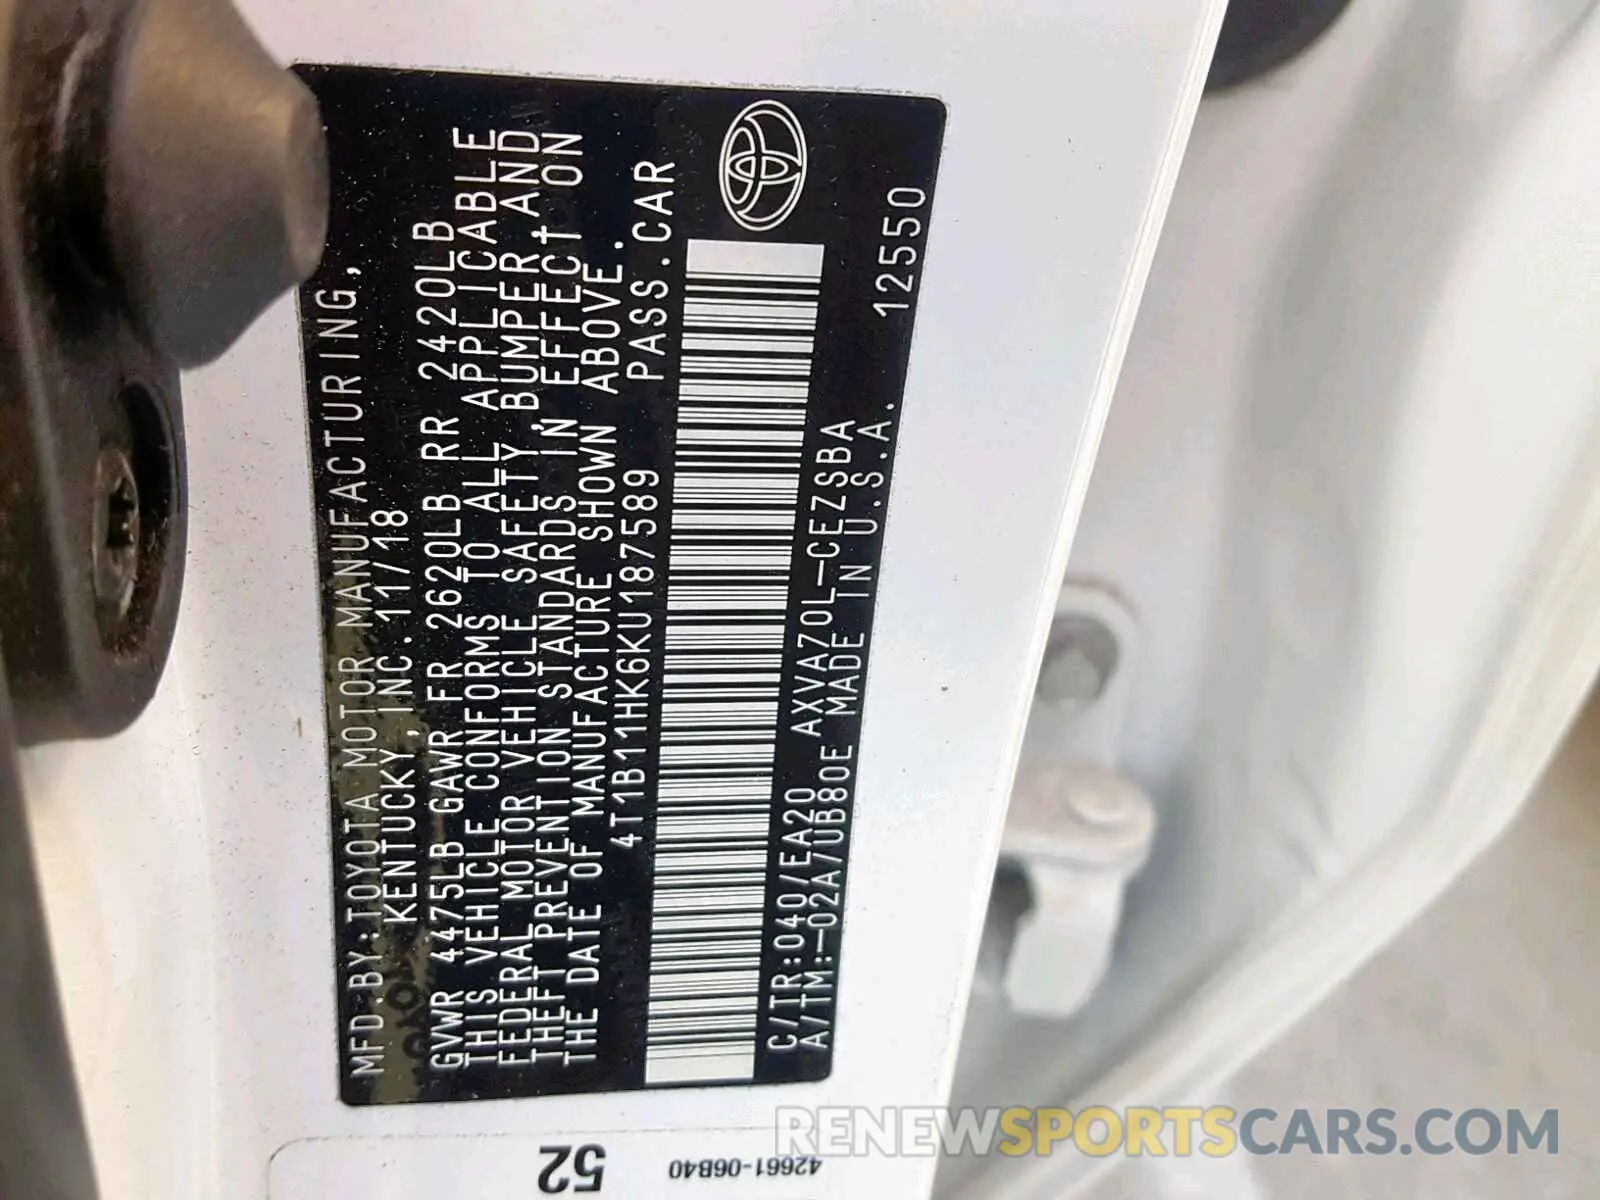 MFD.BY:TOYOTA MOTOR MANUFACTURING,
KENTUCKY,INC.11/18
GVWR 4475LB GAWR FR 2620LB RR 2420LB
THIS VEHICLE CONFORMS TO ALL APPLICABLE
FEDERAL MOTOR VEHICLE SAFETY,BUMPER,AND
THEFT PREVENTION STANDARDS IN EFFECT ON
THE DATE OF MANUFACTURE SHOWN ABOVE.
4T1B11HK6KU187589 PASS.CAR
C/TR:040/EA20 AXVA70L-CEZSBA
A/TM:-02A/UB80E MADE IN U.S.A. 12550
52
42661-06B40
RENEWSPORTSCARS.COM